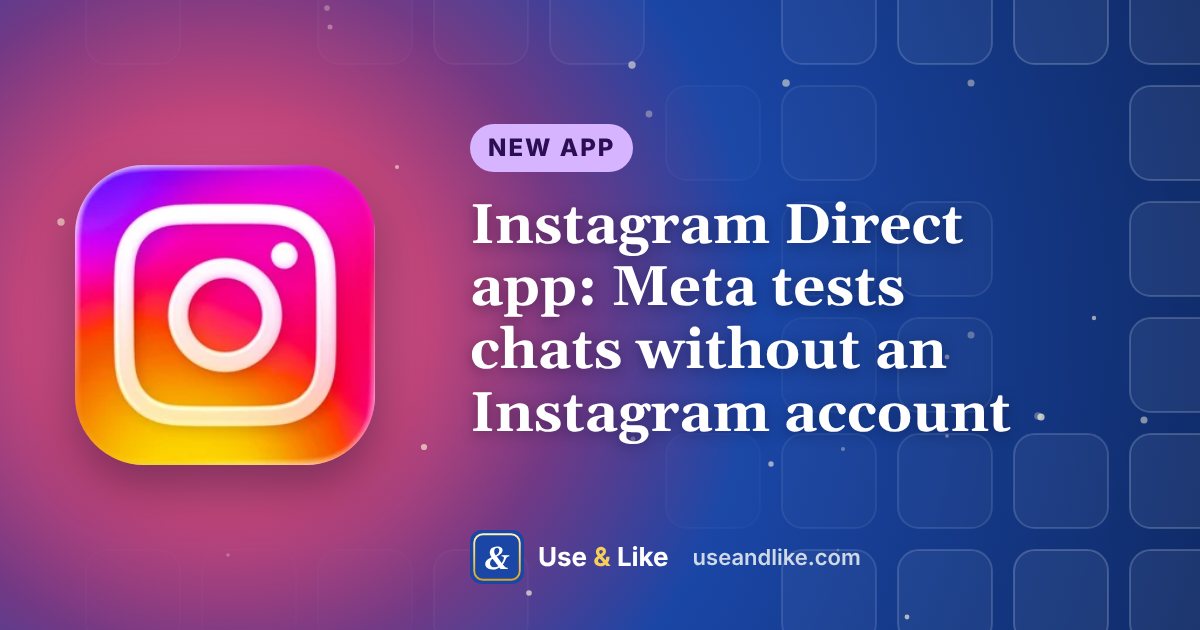 NEW APP
Instagram Direct
app: Meta tests
chats without an
Instagram account
& Use & Like useandlike.com